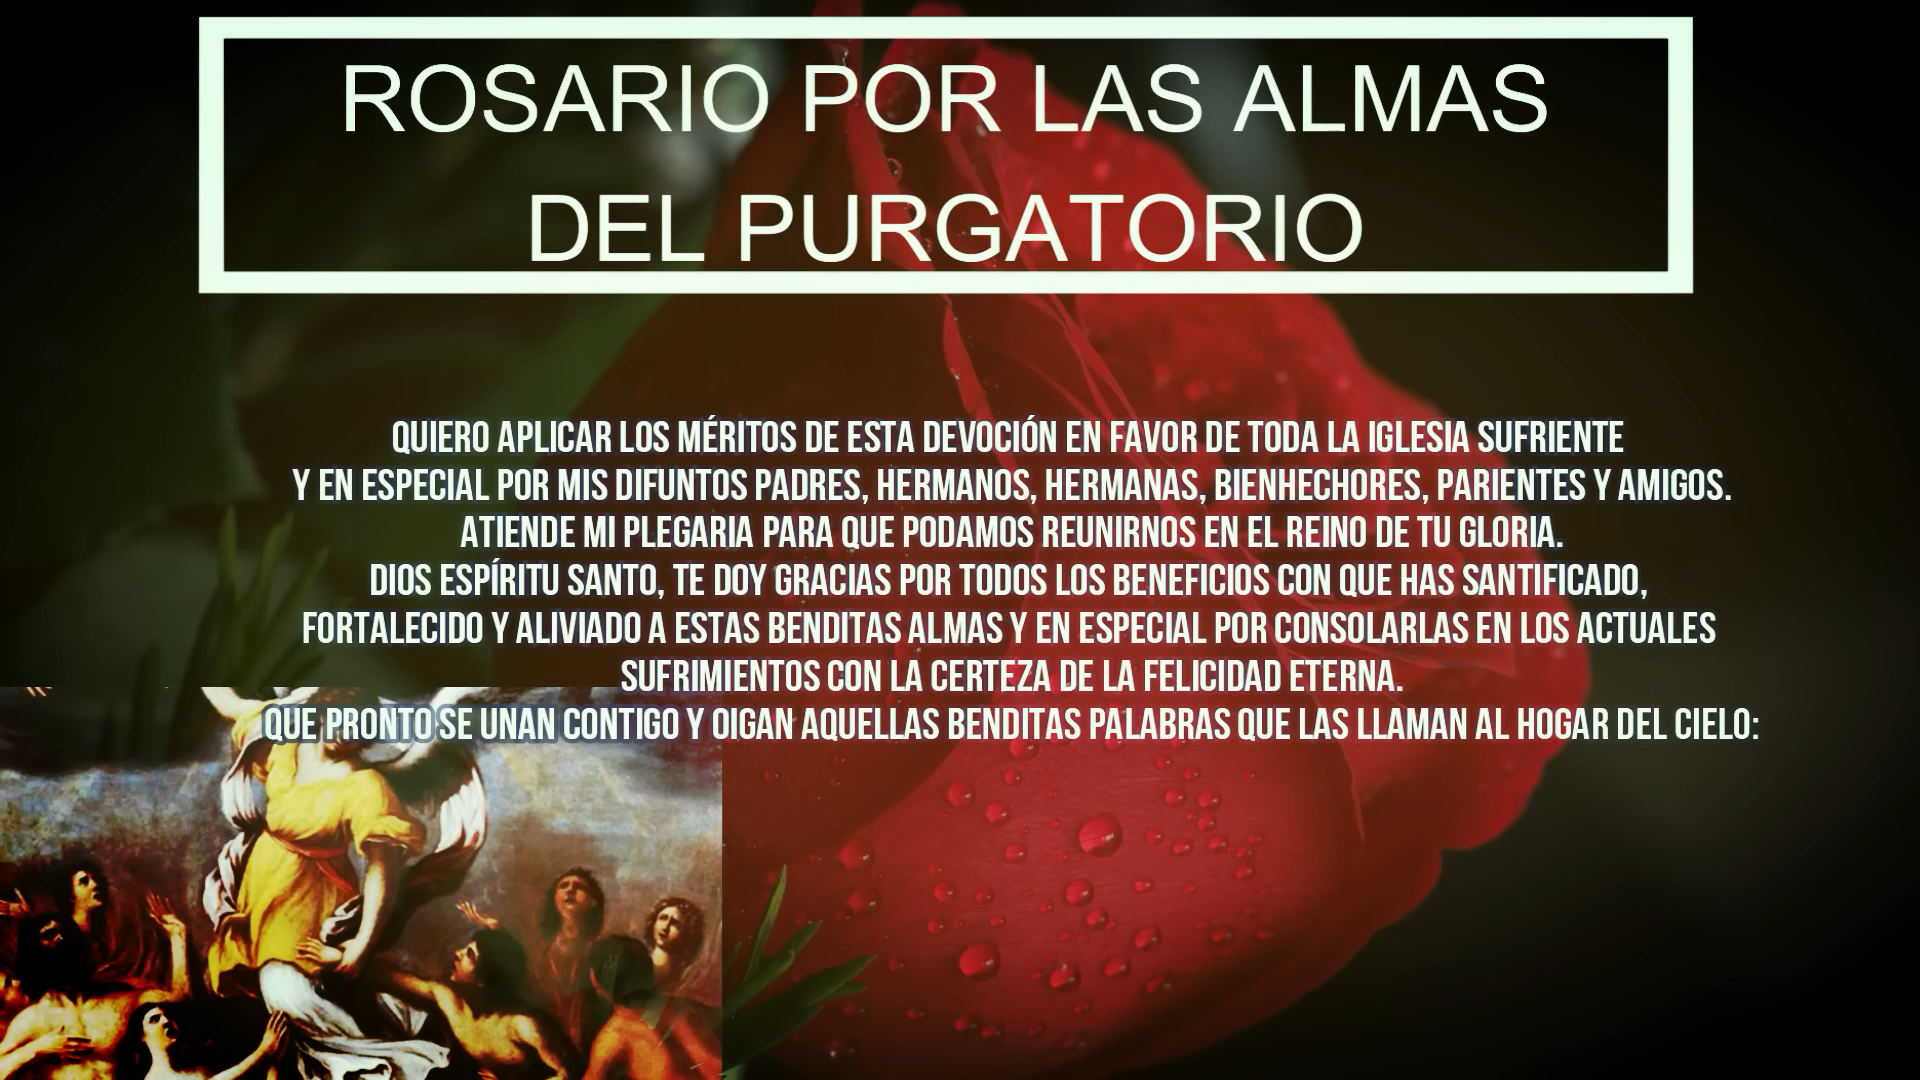 ROSARIO POR LAS ALMAS
DEL PURGATORIO
QUIERO APLICAR LOS MÉRITOS DE ESTA DEVOCIÓN EN FAVOR DE TODA LA IGLESIA SUFRIENTE
Y EN ESPECIAL POR MIS DIFUNTOS PADRES, HERMANOS, HERMANAS, BIENHECHORES, PARIENTES Y AMIGOS.
ATIENDE MI PLEGARIA PARA QUE PODAMOS REUNIRNOS EN EL REINO DE TU GLORIA.
DIOS ESPÍRITU SANTO, TE DOY GRACIAS POR TODOS LOS BENEFICIOS CON QUE HAS SANTIFICADO,
FORTALECIDO Y ALIVIADO A ESTAS BENDITAS ALMAS Y EN ESPECIAL POR CONSOLARLAS EN LOS ACTUALES
SUFRIMIENTOS CON LA CERTEZA DE LA FELICIDAD ETERNA.
QUE PRONTO SE UNAN CONTIGO Y OIGAN AQUELLAS BENDITAS PALABRAS QUE LAS LLAMAN AL HOGAR DEL CIELO: